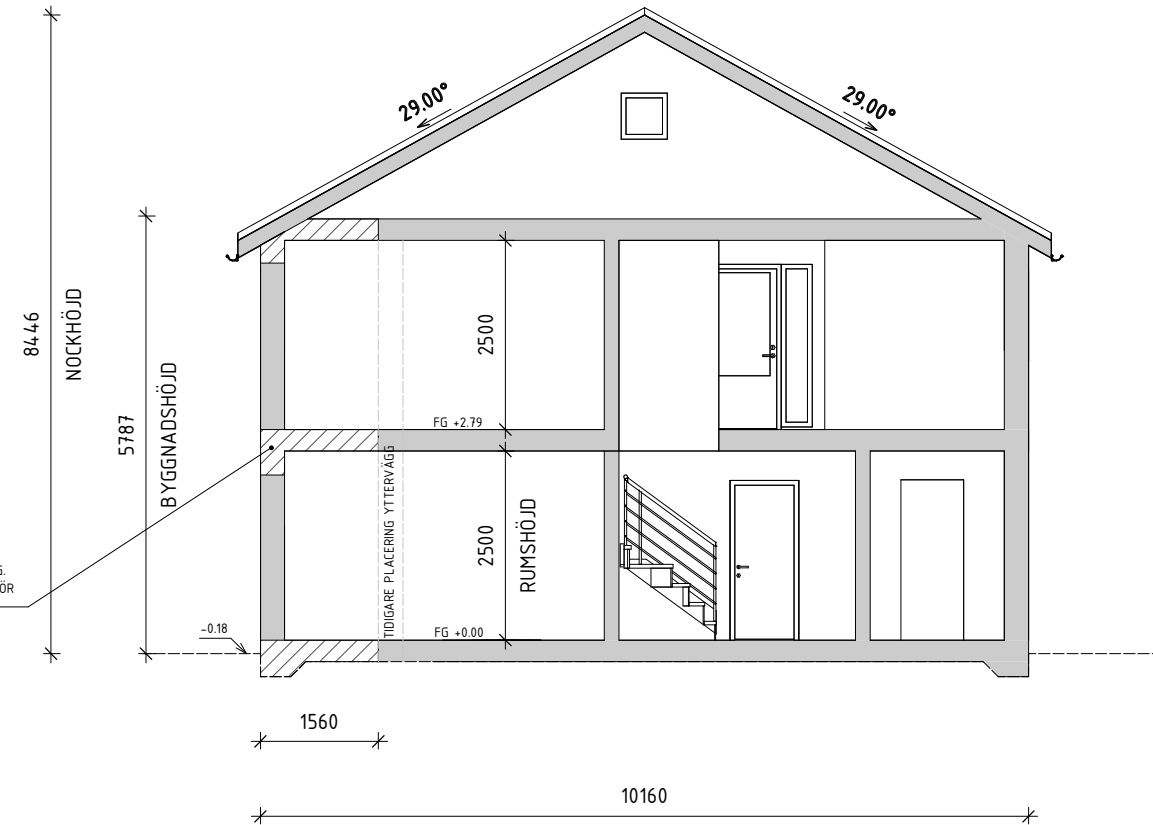 29.00°
29.00°
8446
NOCKHÖJD
5787
BYGGNADSHÖJD
2500
FG +2.79
TIDIGARE PLACERING YTTERVÄGG
2500
RUMSHÖJD
FG +0.00
-0.18
1560
10160